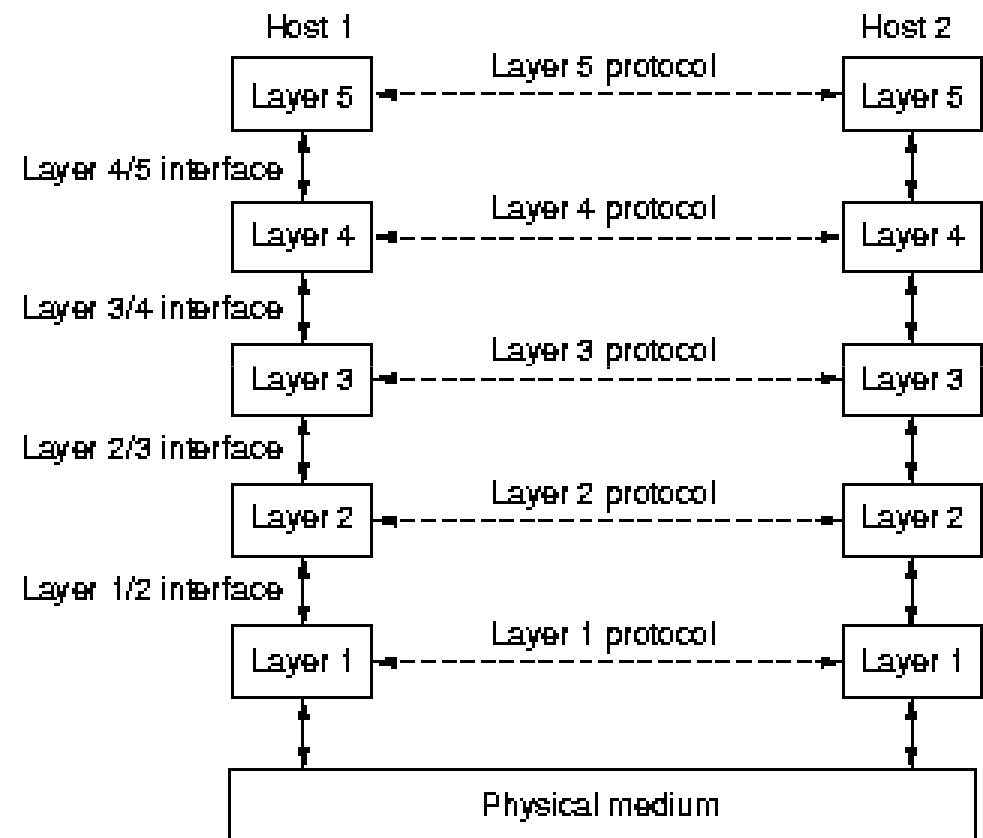 Host 1
Host 2
Layer 5 protocol
Layer 5
Layer 5
Layer 4/5 interface
Layer 4 protocol
Layer 4
Layer 4
Layer 3/4 interface
Layer 3 protocol
Layer 3
Layer 3
Layer 2/3 interface
Layer 2 protocol
Layer 2
Layer 2
Layer 1/2 interface
Layer 1 protocol
Layer 1
Layer 1
Physical medium